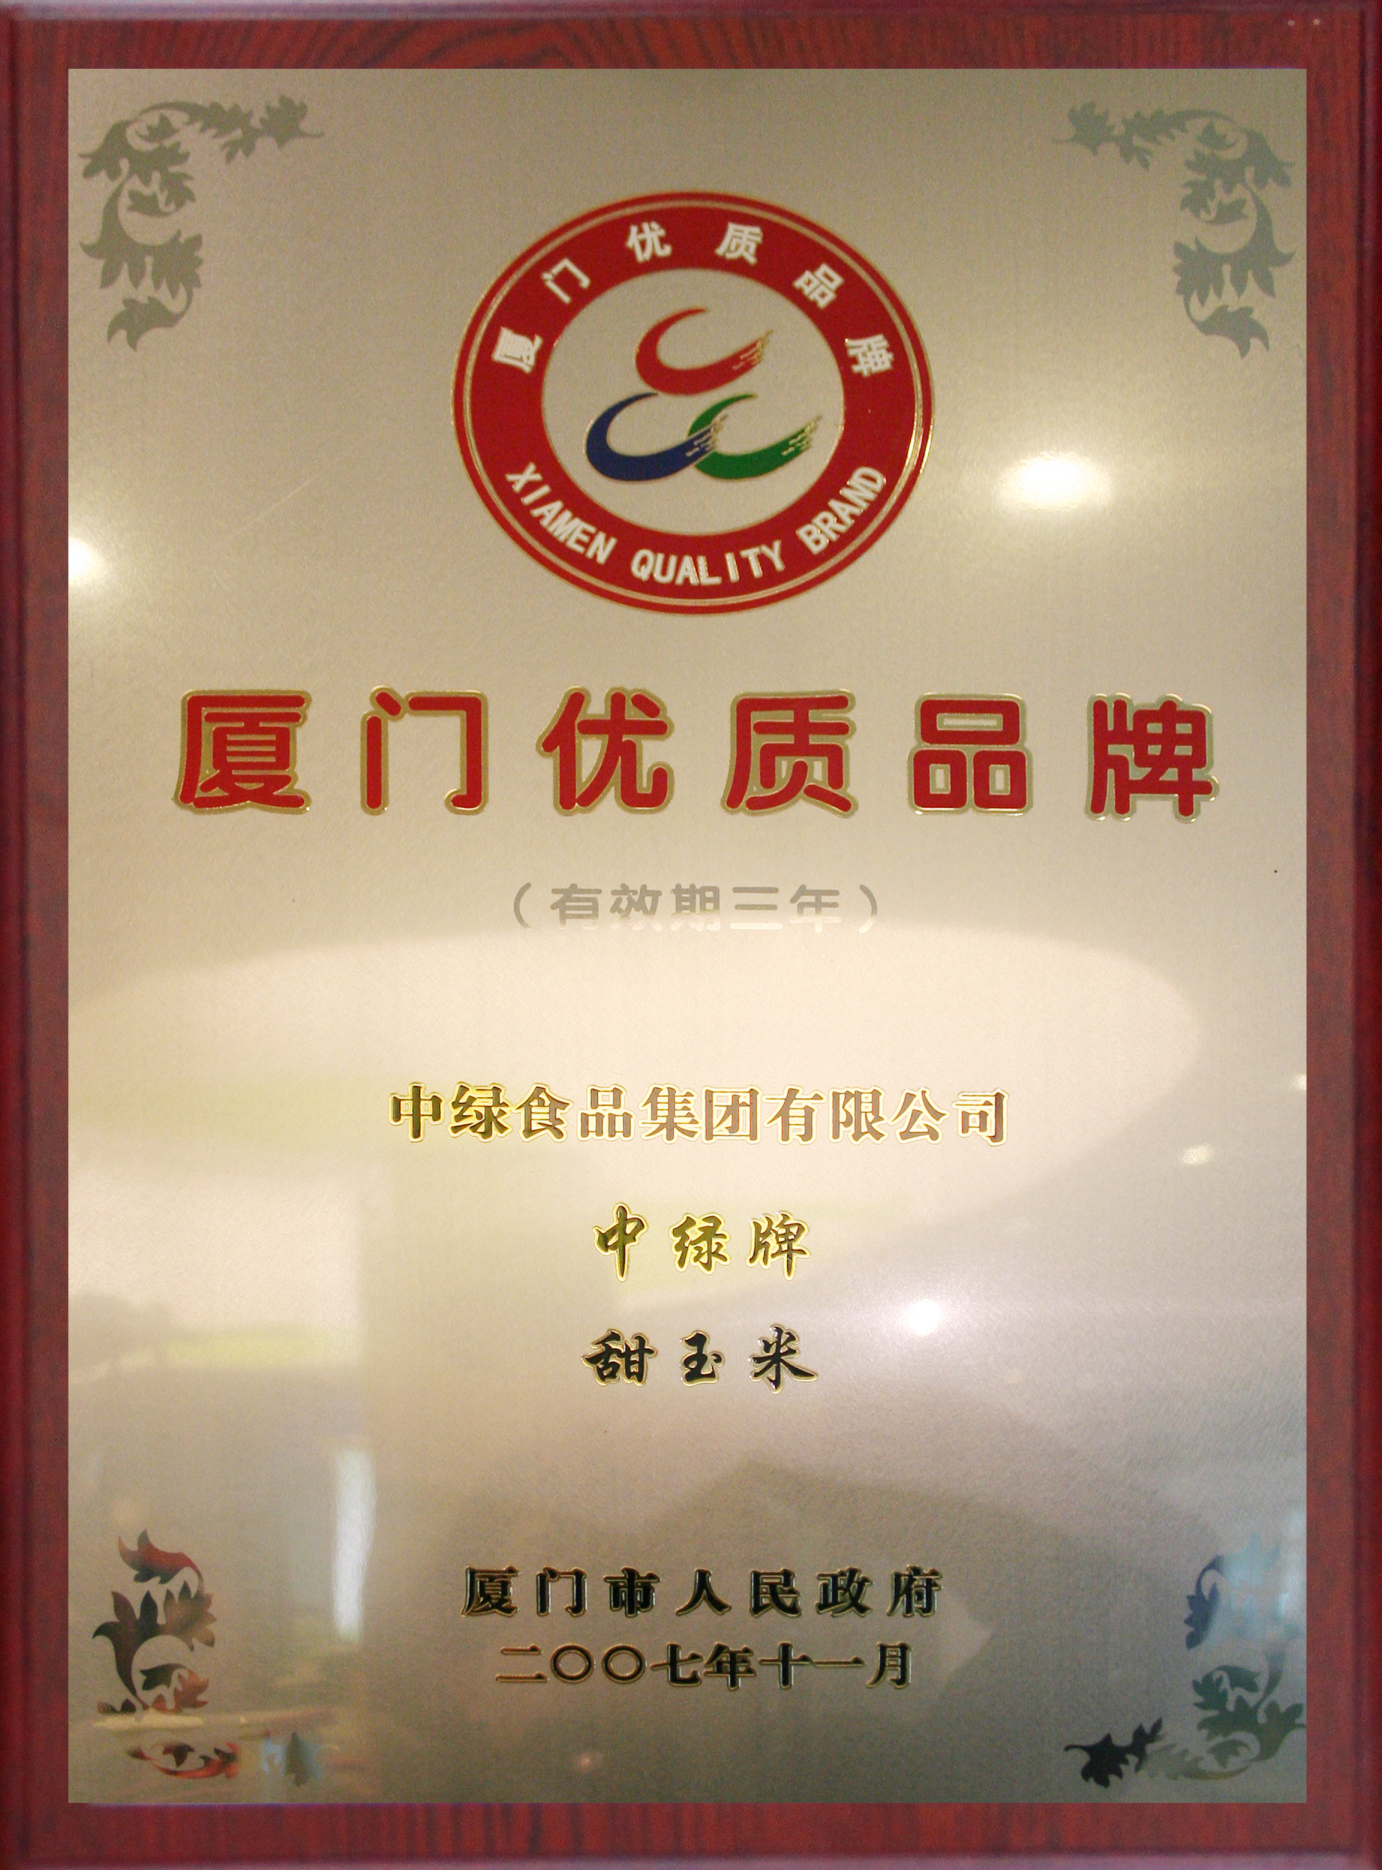 厦门优质品牌
XIAMEN QUALITY BRAND
厦门优质品牌
（有效期三年）
中绿食品集团有限公司
中绿牌
甜玉米
厦门市人民政府
二〇〇七年十一月